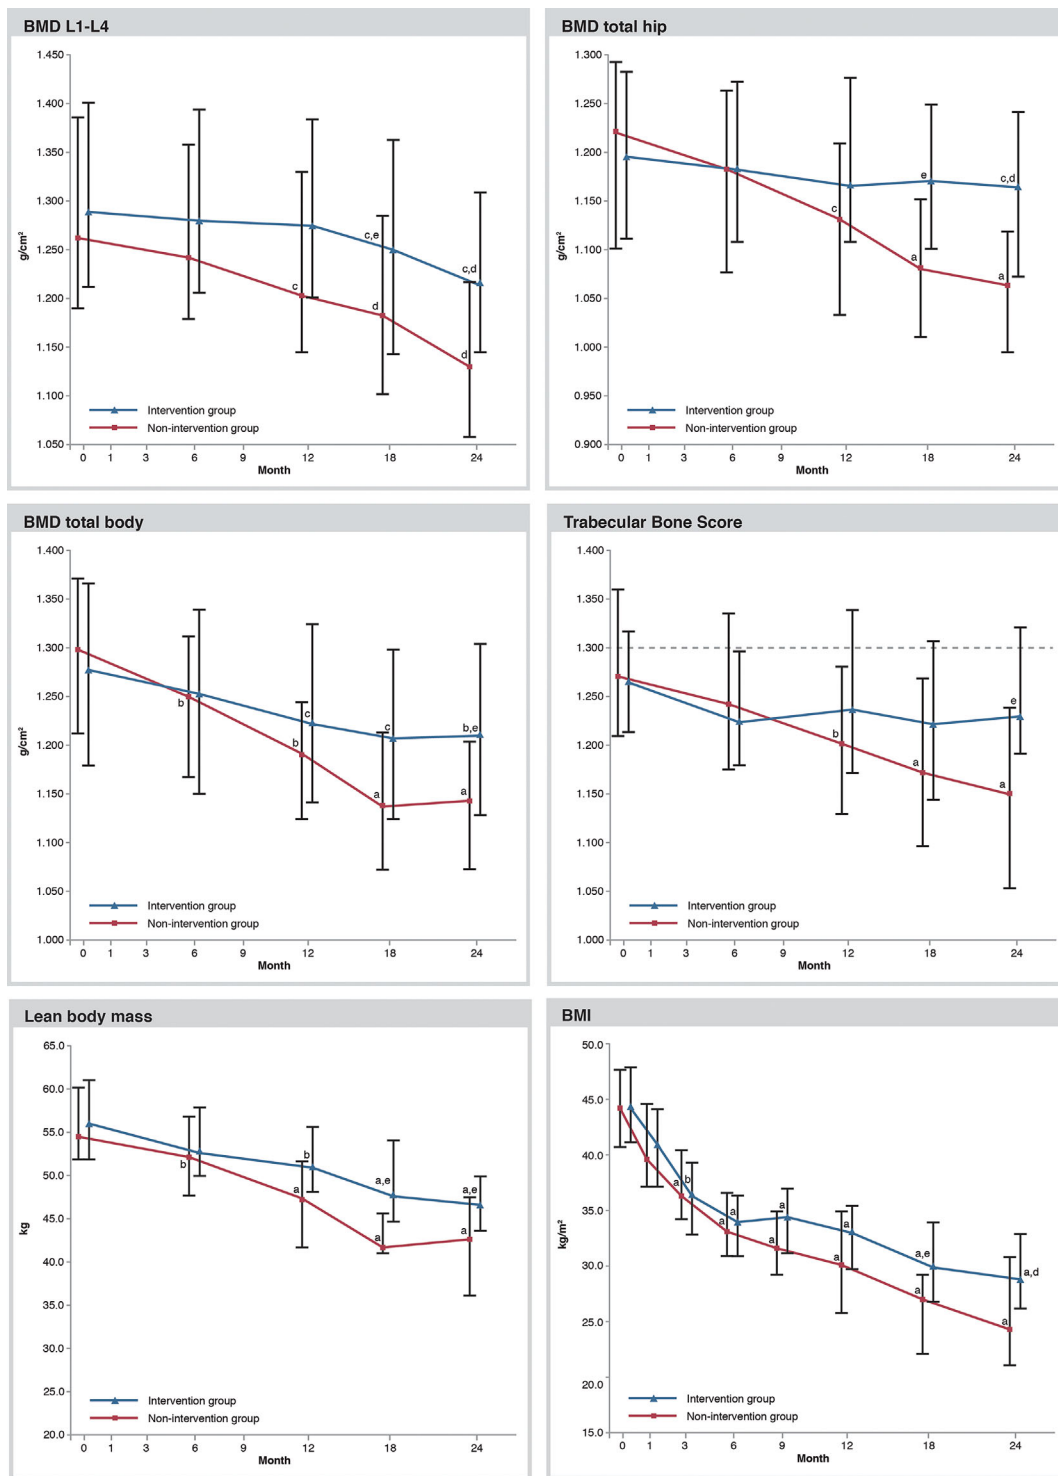 BMD L1-L4
1.450
1.400
1.350
1.300
1.250
1.200
1.150
1.100
1.050
g/cm²
c
c,e
d
c,d
d
Intervention group
Non-intervention group
0 1 3 6 9 12 18 24
Month
BMD total hip
1.300
1.250
1.200
1.150
1.100
1.050
1.000
0.950
0.900
g/cm²
c
e
a
c,d
a
Intervention group
Non-intervention group
0 1 3 6 9 12 18 24
Month
BMD total body
1.400
1.350
1.300
1.250
1.200
1.150
1.100
1.050
1.000
g/cm²
b
c
b
c
a
b,e
a
Intervention group
Non-intervention group
0 1 3 6 9 12 18 24
Month
Trabecular Bone Score
1.400
1.350
1.300
1.250
1.200
1.150
1.100
1.050
1.000
b
a
e
a
Intervention group
Non-intervention group
0 1 3 6 9 12 18 24
Month
Lean body mass
65.0
60.0
55.0
50.0
45.0
40.0
35.0
30.0
25.0
20.0
kg
b
b
a
a,e
a
a,e
a
Intervention group
Non-intervention group
0 1 3 6 9 12 18 24
Month
BMI
50.0
45.0
40.0
35.0
30.0
25.0
20.0
15.0
kg/m²
a
b
a
a
a
a
a
a
a,e
a
a,d
a
Intervention group
Non-intervention group
0 1 3 6 9 12 18 24
Month